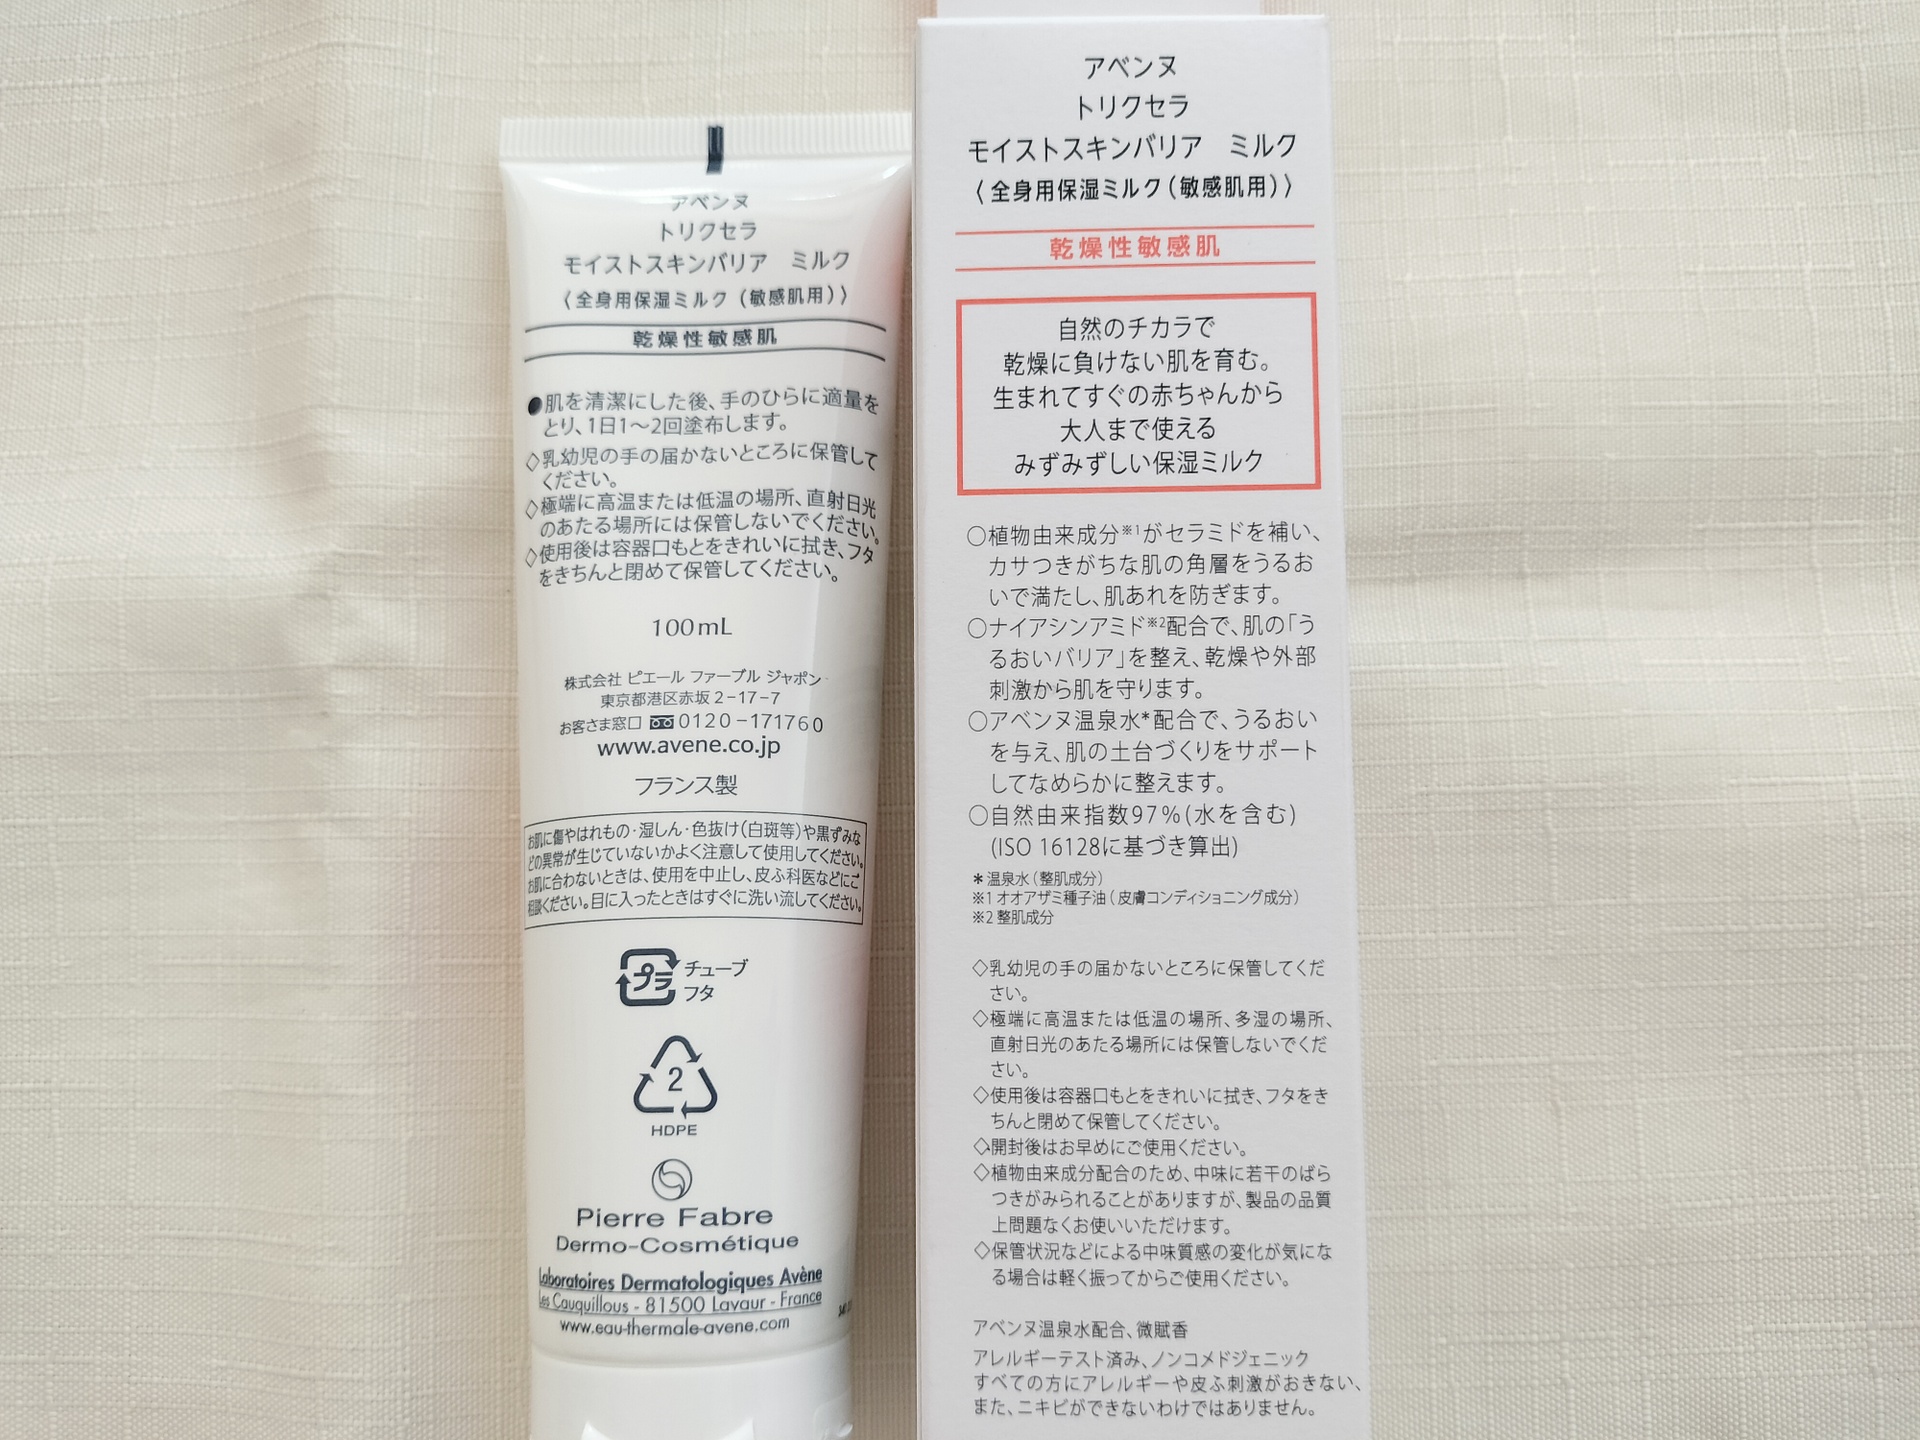 アベンヌ
トリクセラ
モイストスキンバリア ミルク
〈全身用保湿ミルク(敏感肌用)〉
乾燥性敏感肌
●肌を清潔にした後、手のひらに適量を
とり、1日1〜2回塗布します。
◇乳幼児の手の届かないところに保管して
ください。
◇極端に高温または低温の場所、直射日光
のあたる場所には保管しないでください。
◇使用後は容器口もとをきれいに拭き、フタ
をきちんと閉めて保管してください。
100mL
株式会社 ピエール ファーブル ジャポン
東京都港区赤坂2-17-7
お客さま窓口 0120-171760
www.avene.co.jp
フランス製
お肌に傷やはれもの・湿しん・色抜け(白斑等)や黒ずみな
どの異常が生じていないかよく注意して使用してください。
お肌に合わないときは、使用を中止し、皮ふ科医などにご
相談ください。目に入ったときはすぐに洗い流してください。
プラ チューブ
フタ
2
HDPE
Pierre Fabre
Dermo-Cosmétique
Laboratoires Dermatologiques Avène
Les Cauquillous - 81500 Lavaur - France
www.eau-thermale-avene.com
アベンヌ
トリクセラ
モイストスキンバリア ミルク
〈全身用保湿ミルク(敏感肌用)〉
乾燥性敏感肌
自然のチカラで
乾燥に負けない肌を育む。
生まれてすぐの赤ちゃんから
大人まで使える
みずみずしい保湿ミルク
○植物由来成分※1がセラミドを補い、
カサつきがちな肌の角層をうるお
いで満たし、肌あれを防ぎます。
○ナイアシンアミド※2配合で、肌の「う
るおいバリア」を整え、乾燥や外部
刺激から肌を守ります。
○アベンヌ温泉水*配合で、うるおい
を与え、肌の土台づくりをサポート
してなめらかに整えます。
○自然由来指数97%(水を含む)
(ISO 16128に基づき算出)
*温泉水(整肌成分)
※1オオアザミ種子油(皮膚コンディショニング成分)
※2整肌成分
◇乳幼児の手の届かないところに保管してくだ
さい。
◇極端に高温または低温の場所、多湿の場所、
直射日光のあたる場所には保管しないでくだ
さい。
◇使用後は容器口もとをきれいに拭き、フタをき
ちんと閉めて保管してください。
◇開封後はお早めにご使用ください。
◇植物由来成分配合のため、中味に若干のばら
つきがみられることがありますが、製品の品質
上問題なくお使いいただけます。
◇保管状況などによる中味質感の変化が気にな
る場合は軽く振ってからご使用ください。
アベンヌ温泉水配合、微賦香
アレルギーテスト済み、ノンコメドジェニック
すべての方にアレルギーや皮ふ刺激がおきない、
また、ニキビができないわけではありません。